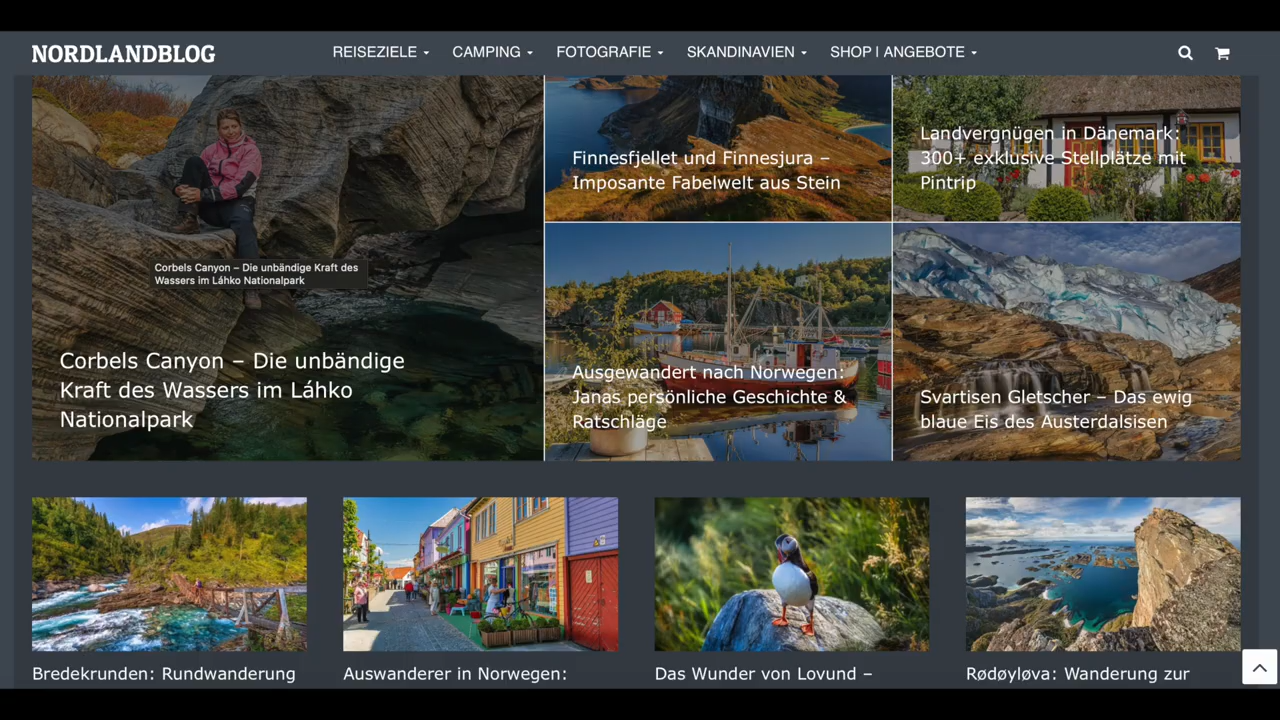 NORDLANDBLOG
REISEZIELE
CAMPING
FOTOGRAFIE
SKANDINAVIEN
SHOP | ANGEBOTE
Corbels Canyon – Die unbändige Kraft des
Wassers im Láhko Nationalpark
Corbels Canyon – Die unbändige
Kraft des Wassers im Láhko
Nationalpark
Finnesfjellet und Finnesjura –
Imposante Fabelwelt aus Stein
Landvergnügen in Dänemark:
300+ exklusive Stellplätze mit
Pintrip
Ausgewandert nach Norwegen:
Janas persönliche Geschichte &
Ratschläge
Svartisen Gletscher – Das ewig
blaue Eis des Austerdalsisen
Bredekrunden: Rundwanderung
Auswanderer in Norwegen:
Das Wunder von Lovund –
Rødøyløva: Wanderung zur